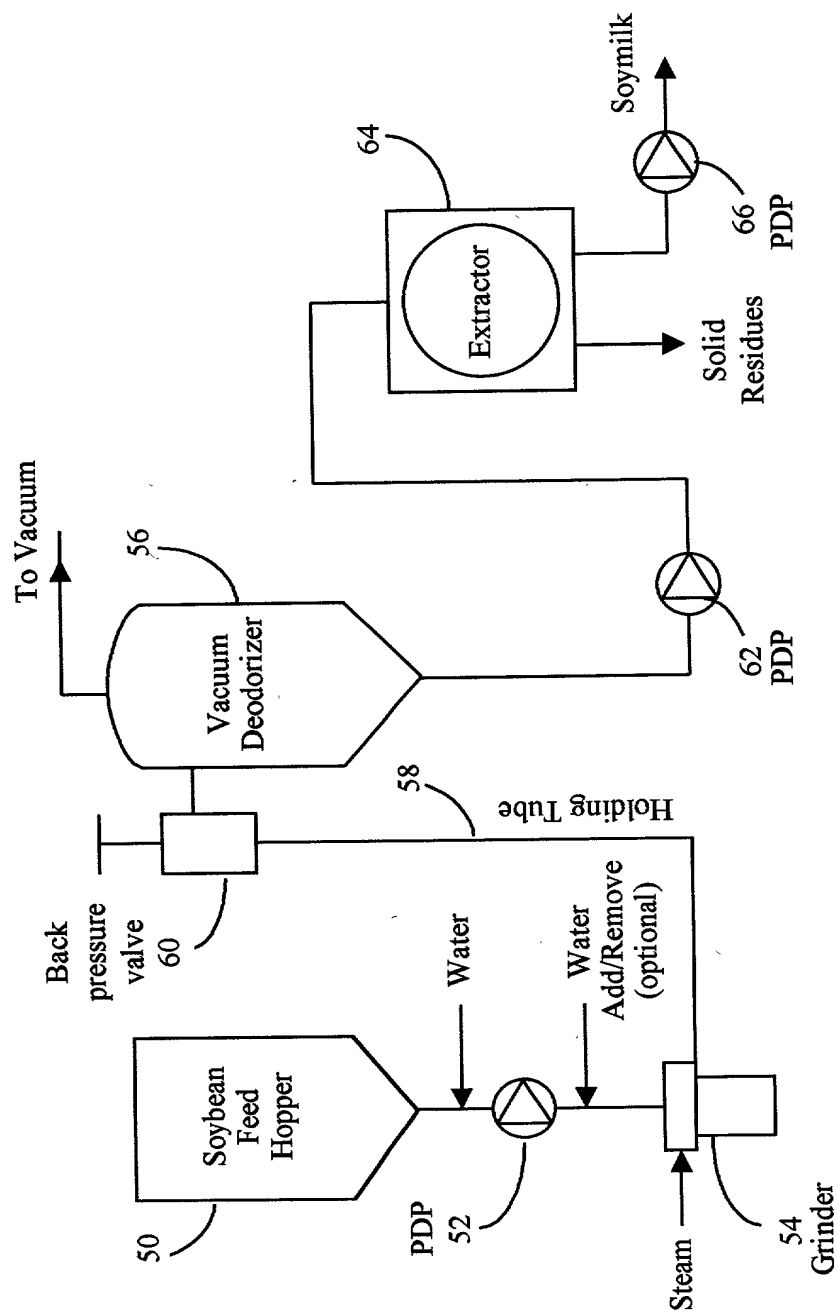 To Vacuum
56
Vacuum
Deodorizer
Back
pressure
valve
60
58
Holding Tube
50
Soybean
Feed
Hopper
Water
PDP
52
Water
Add/Remove
(optional)
Steam
54
Grinder
62
PDP
64
Extractor
Solid
Residues
66
PDP
Soymilk